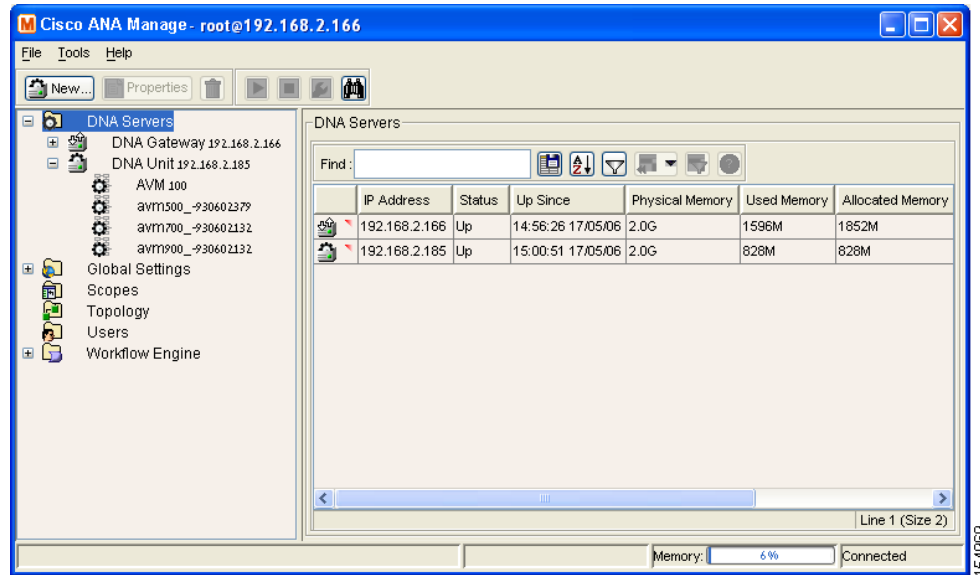 Cisco ANA Manage - root@192.168.2.166
File Tools Help
New... Properties
DNA Servers
DNA Gateway 192.168.2.166
DNA Unit 192.168.2.185
AVM 100
avm500_-930602379
avm700_-930602132
avm900_-930602132
Global Settings
Scopes
Topology
Users
Workflow Engine
DNA Servers
Find :
IP Address Status Up Since Physical Memory Used Memory Allocated Memory
192.168.2.166 Up 14:56:26 17/05/06 2.0G 1596M 1852M
192.168.2.185 Up 15:00:51 17/05/06 2.0G 828M 828M
Line 1 (Size 2)
Memory: 6% Connected